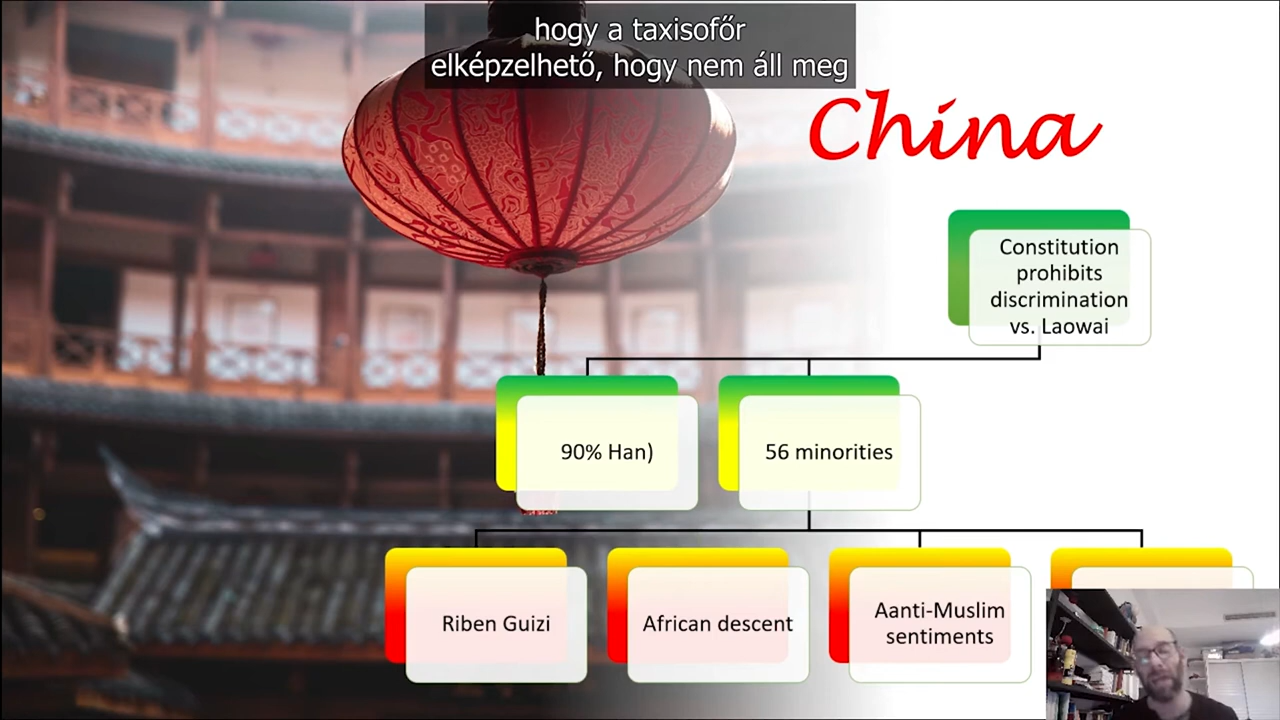 hogy a taxisofőr
elképzelhető, hogy nem áll meg
China
Constitution
prohibits
discrimination
vs. Laowai
90% Han)
56 minorities
Riben Guizi
African descent
Aanti-Muslim
sentiments